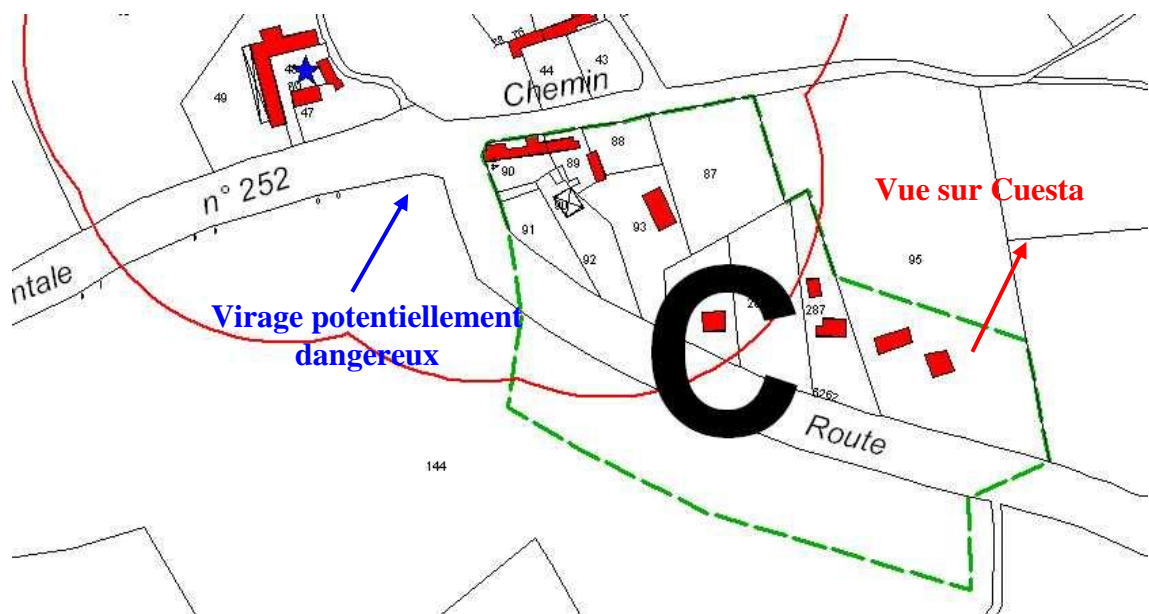 76
43
44
49
47
Chemin
n° 252
ntale
90
89
88
87
91
92
93
95
Vue sur Cuesta
287
Virage potentiellement
dangereux
C
Route
144